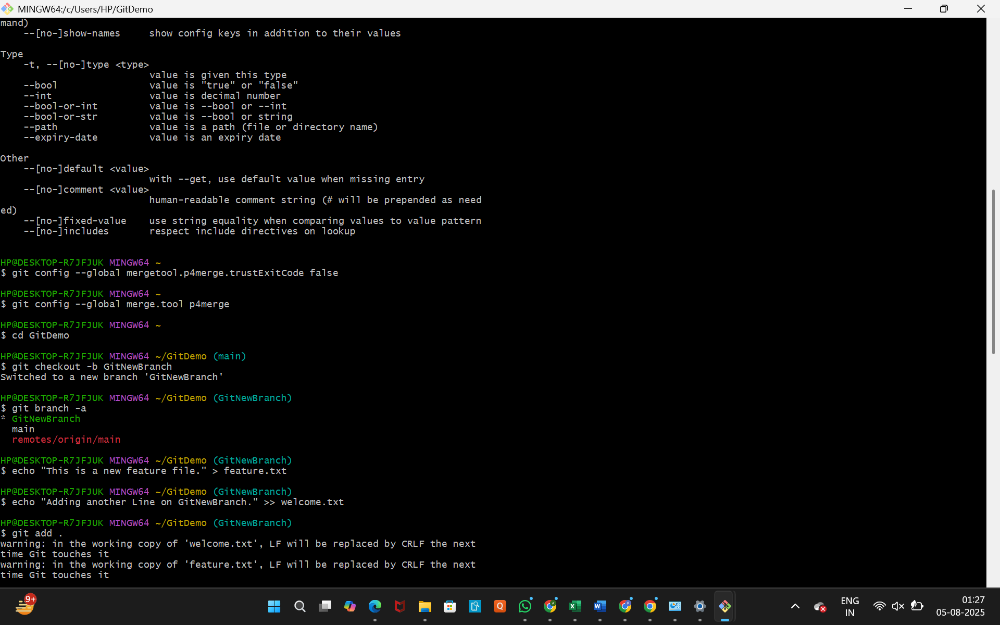 MINGW64:/c/Users/HP/GitDemo
mand)
    --[no-]show-names     show config keys in addition to their values

Type
    -t, --[no-]type <type>
                          value is given this type
    --bool                value is "true" or "false"
    --int                 value is decimal number
    --bool-or-int         value is --bool or --int
    --bool-or-str         value is --bool or string
    --path                value is a path (file or directory name)
    --expiry-date         value is an expiry date

Other
    --[no-]default <value>
                          with --get, use default value when missing entry
    --[no-]comment <value>
                          human-readable comment string (# will be prepended as need
ed)
    --[no-]fixed-value    use string equality when comparing values to value pattern
    --[no-]includes       respect include directives on lookup

HP@DESKTOP-R7JFJUK MINGW64 ~
$ git config --global mergetool.p4merge.trustExitCode false

HP@DESKTOP-R7JFJUK MINGW64 ~
$ git config --global merge.tool p4merge

HP@DESKTOP-R7JFJUK MINGW64 ~
$ cd GitDemo

HP@DESKTOP-R7JFJUK MINGW64 ~/GitDemo (main)
$ git checkout -b GitNewBranch
Switched to a new branch 'GitNewBranch'

HP@DESKTOP-R7JFJUK MINGW64 ~/GitDemo (GitNewBranch)
$ git branch -a
* GitNewBranch
  main
  remotes/origin/main

HP@DESKTOP-R7JFJUK MINGW64 ~/GitDemo (GitNewBranch)
$ echo "This is a new feature file." > feature.txt

HP@DESKTOP-R7JFJUK MINGW64 ~/GitDemo (GitNewBranch)
$ echo "Adding another Line on GitNewBranch." >> welcome.txt

HP@DESKTOP-R7JFJUK MINGW64 ~/GitDemo (GitNewBranch)
$ git add .
warning: in the working copy of 'welcome.txt', LF will be replaced by CRLF the next
time Git touches it
warning: in the working copy of 'feature.txt', LF will be replaced by CRLF the next
time Git touches it
9+
ENG
IN
01:27
05-08-2025